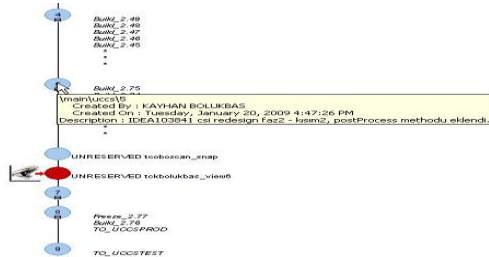 4
Build_2.49
Build_2.48
Build_2.47
Build_2.46
Build_2.45
Build_2.75
\main\uccs\5
Created By : KAYHAN BOLUKBAS
Created On : Tuesday, January 20, 2009 4:47:26 PM
Description : IDEA103841 csi redesign faz2 - kisim2, postProcess methodu eklendi.
UNRESERVED tcobozcan_snap
UNRESERVED tokbolukbas_view6
7
8
Freeze_2.77
Build_2.76
TO_UCCSPROD
9
TO_UCCSTEST